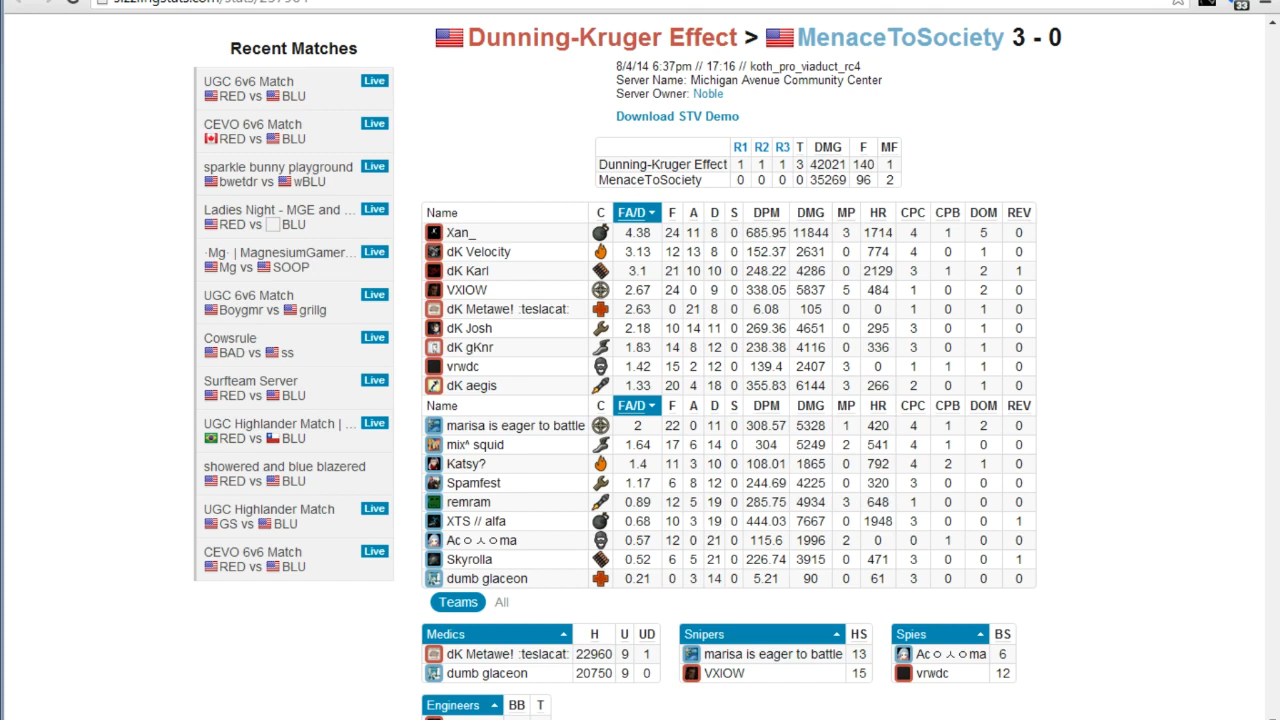 Recent Matches
UGC 6v6 Match Live
RED vs BLU
CEVO 6v6 Match Live
RED vs BLU
sparkle bunny playground Live
bwetdr vs wBLU
Ladies Night - MGE and ... Live
RED vs BLU
·Mg· | MagnesiumGamer... Live
Mg vs SOOP
UGC 6v6 Match Live
Boygmr vs grillg
Cowsrule Live
BAD vs ss
Surfteam Server Live
RED vs BLU
UGC Highlander Match | ... Live
RED vs BLU
showered and blue blazered
RED vs BLU
UGC Highlander Match Live
GS vs BLU
CEVO 6v6 Match Live
RED vs BLU
Dunning-Kruger Effect > MenaceToSociety 3 - 0
8/4/14 6:37pm // 17:16 // koth_pro_viaduct_rc4
Server Name: Michigan Avenue Community Center
Server Owner: Noble
Download STV Demo
R1 R2 R3 T DMG F MF
Dunning-Kruger Effect 1 1 1 3 42021 140 1
MenaceToSociety 0 0 0 0 35269 96 2
Name C FA/D F A D S DPM DMG MP HR CPC CPB DOM REV
Xan_ 4.38 24 11 8 0 685.95 11844 3 1714 4 1 5 0
dK Velocity 3.13 12 13 8 0 152.37 2631 0 774 4 0 1 0
dK Karl 3.1 21 10 10 0 248.22 4286 0 2129 3 1 2 1
VXIOW 2.67 24 0 9 0 338.05 5837 5 484 1 0 2 0
dK Metawe! :teslacat: 2.63 0 21 8 0 6.08 105 0 0 1 0 0 0
dK Josh 2.18 10 14 11 0 269.36 4651 0 295 3 0 1 0
dK gKnr 1.83 14 8 12 0 238.38 4116 0 336 3 0 1 0
vrwdc 1.42 15 2 12 0 139.4 2407 3 0 1 1 1 0
dK aegis 1.33 20 4 18 0 355.83 6144 3 266 2 0 1 0
Name C FA/D F A D S DPM DMG MP HR CPC CPB DOM REV
marisa is eager to battle 2 22 0 11 0 308.57 5328 1 420 4 1 2 0
mix^ squid 1.64 17 6 14 0 304 5249 2 541 4 1 0 0
Katsy? 1.4 11 3 10 0 108.01 1865 0 792 4 2 1 0
Spamfest 1.17 6 8 12 0 244.69 4225 0 320 3 0 0 0
remram 0.89 12 5 19 0 285.75 4934 3 648 1 0 0 0
XTS // alfa 0.68 10 3 19 0 444.03 7667 0 1948 3 0 0 1
Acㅇㅅㅇma 0.57 12 0 21 0 115.6 1996 2 0 0 1 0 0
Skyrolla 0.52 6 5 21 0 226.74 3915 0 471 3 0 0 1
dumb glaceon 0.21 0 3 14 0 5.21 90 0 61 3 0 0 0
Teams All
Medics H U UD
dK Metawe! :teslacat: 22960 9 1
dumb glaceon 20750 9 0
Snipers HS
marisa is eager to battle 13
VXIOW 15
Spies BS
Acㅇㅅㅇma 6
vrwdc 12
Engineers BB T
33